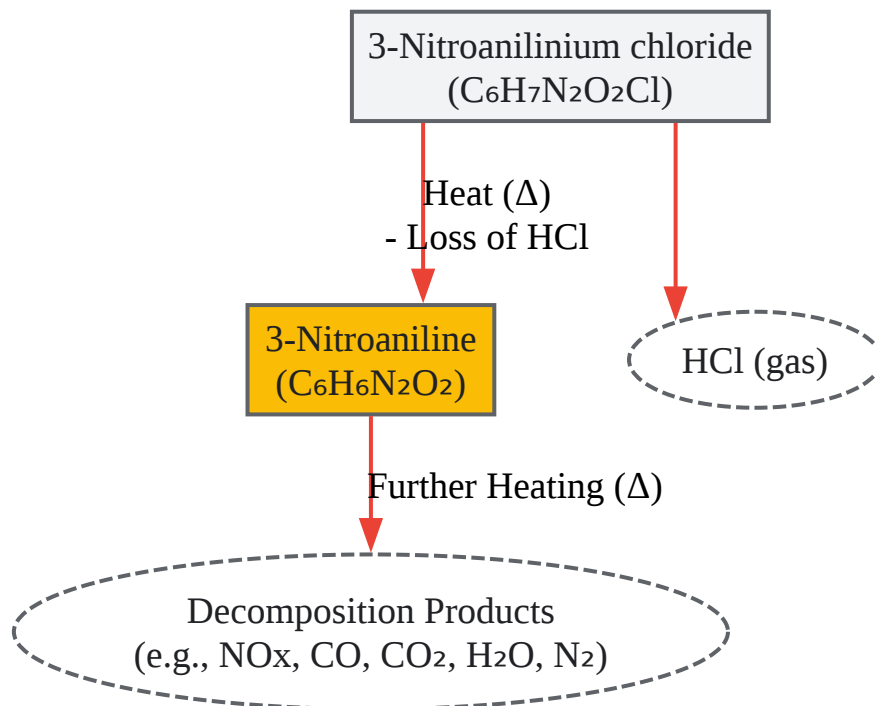 3-Nitroanilinium chloride
(C₆H₇N₂O₂Cl)
Heat (Δ)
- Loss of HCl
3-Nitroaniline
(C₆H₆N₂O₂)
HCl (gas)
Further Heating (Δ)
Decomposition Products
(e.g., NOx, CO, CO₂, H₂O, N₂)